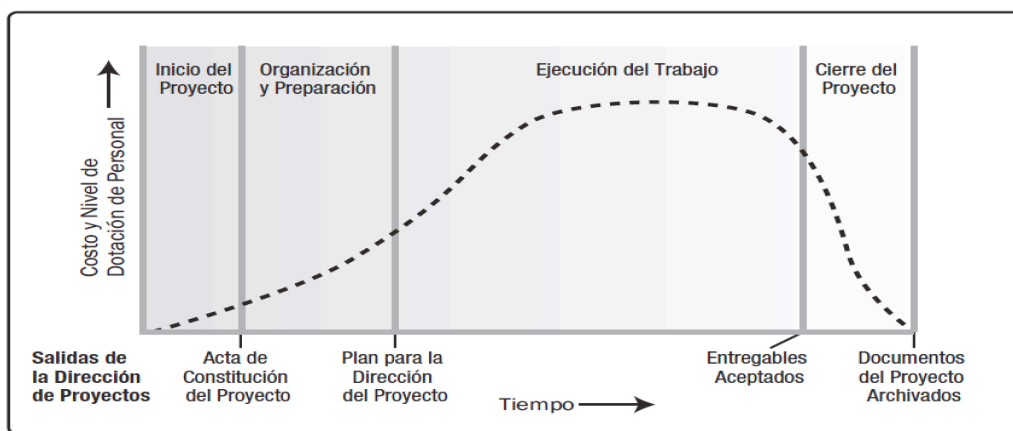 Inicio del
Proyecto
Organización
y Preparación
Ejecución del Trabajo
Cierre del
Proyecto
Costo y Nivel de
Dotación de Personal
Salidas de
la Dirección
de Proyectos
Acta de
Constitución
del Proyecto
Plan para la
Dirección
del Proyecto
Entregables
Aceptados
Documentos
del Proyecto
Archivados
Tiempo